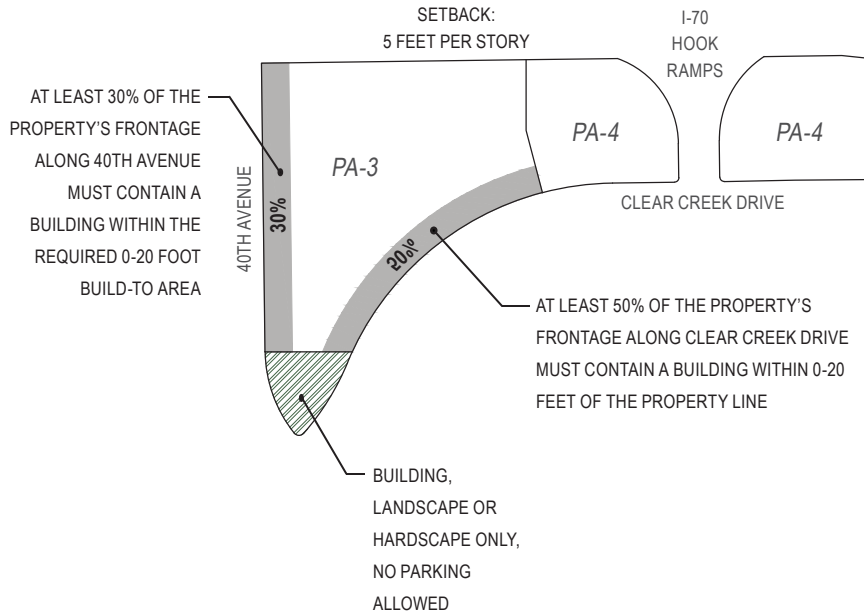 SETBACK:
5 FEET PER STORY
I-70
HOOK
RAMPS
AT LEAST 30% OF THE
PROPERTY'S FRONTAGE
ALONG 40TH AVENUE
MUST CONTAIN A
BUILDING WITHIN THE
REQUIRED 0-20 FOOT
BUILD-TO AREA
40TH AVENUE
30%
PA-3
PA-4
PA-4
CLEAR CREEK DRIVE
50%
AT LEAST 50% OF THE PROPERTY'S
FRONTAGE ALONG CLEAR CREEK DRIVE
MUST CONTAIN A BUILDING WITHIN 0-20
FEET OF THE PROPERTY LINE
BUILDING,
LANDSCAPE OR
HARDSCAPE ONLY,
NO PARKING
ALLOWED